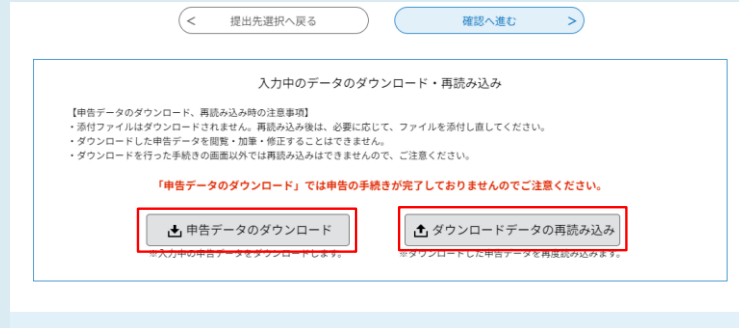 < 提出先選択へ戻る
確認へ進む >
入力中のデータのダウンロード・再読み込み
【申告データのダウンロード、再読み込み時の注意事項】
・添付ファイルはダウンロードされません。再読み込み後は、必要に応じて、ファイルを添付し直してください。
・ダウンロードした申告データを閲覧・加筆・修正することはできません。
・ダウンロードを行った手続きの画面以外では再読み込みはできませんので、ご注意ください。
「申告データのダウンロード」では申告の手続きが完了しておりませんのでご注意ください。
申告データのダウンロード
ダウンロードデータの再読み込み
※入力中の申告データをダウンロードします。
※ダウンロードした申告データを再度読み込みます。